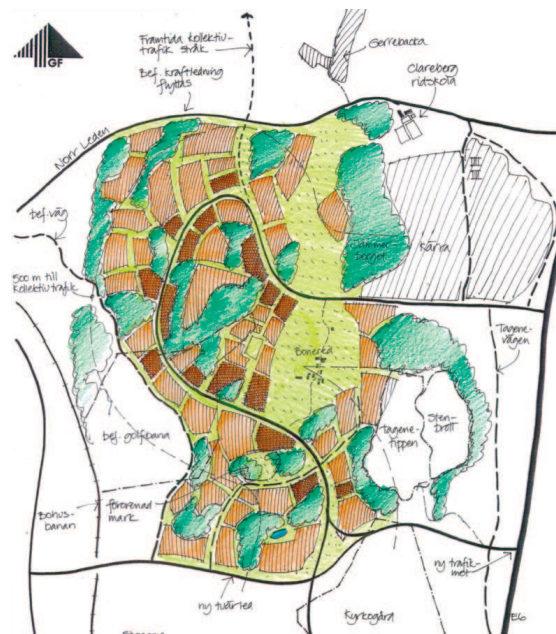 GF
Framtida kollektiv-
trafik stråk
Bef. kraftledning
flyttas
Gerrebacka
Clareberg
ridskola
Norr Leden
bef. väg
500 m till
kollektivtrafik
Kärra
Tagene-
vägen
Bonered
Tagene-
tippen
Sten-
brott
bef. golfbana
Bohus-
banan
förorenad
mark
ny tvärled
Kyrkogård
ny trafik-
mot
E6